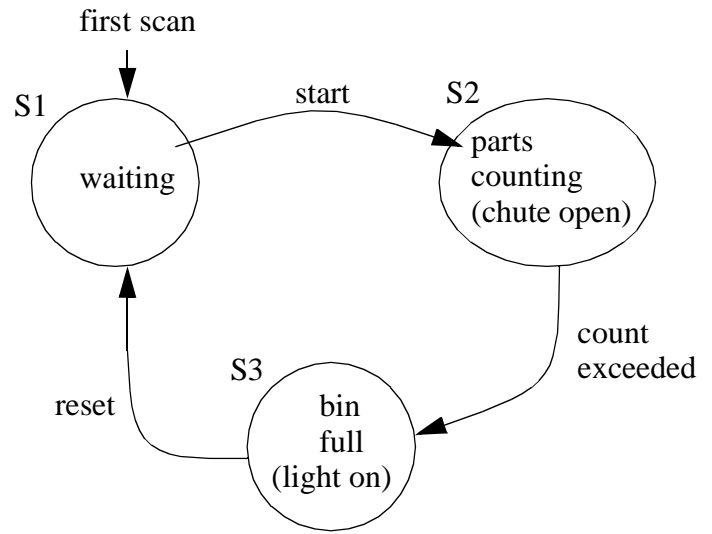 first scan
S1
start
S2
waiting
parts
counting
(chute open)
count
exceeded
S3
reset
bin
full
(light on)